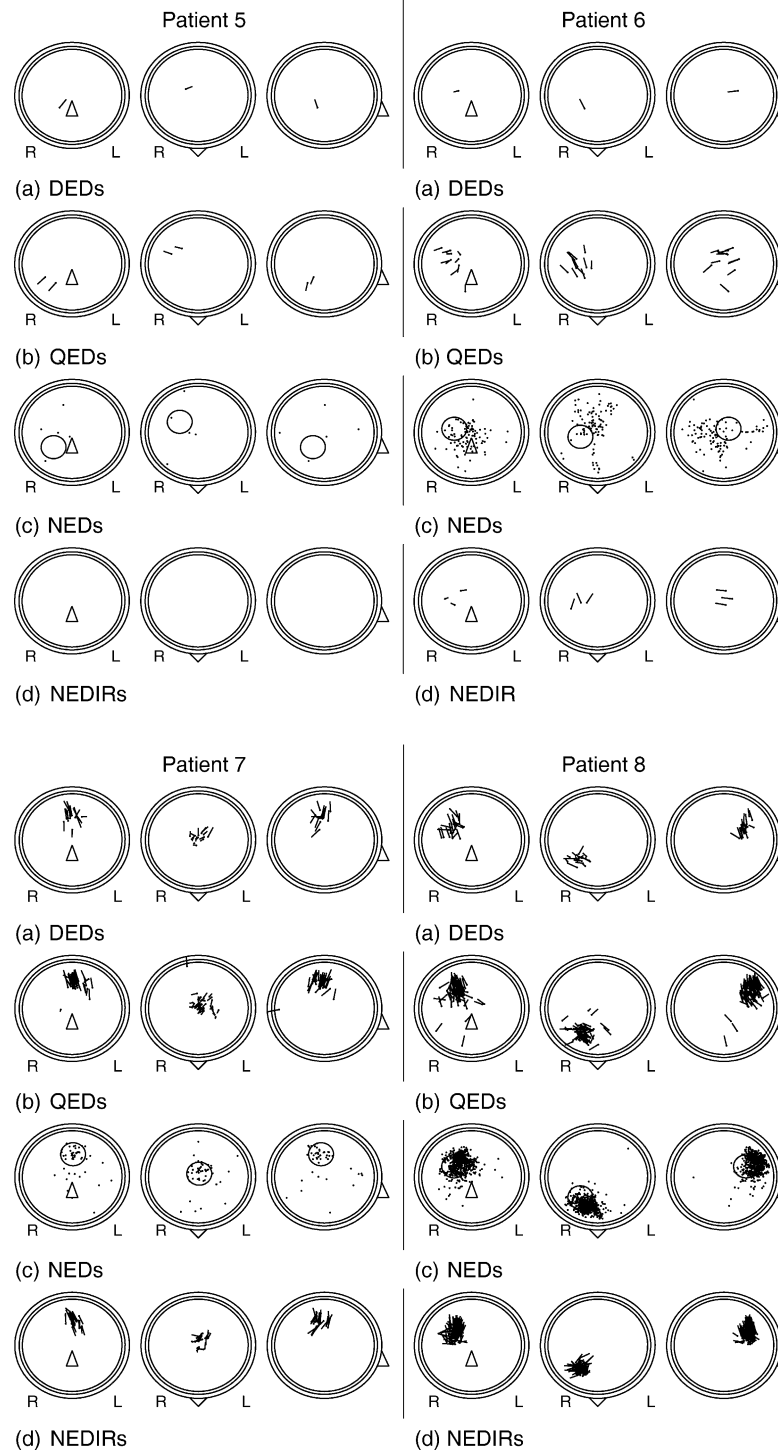 Patient 5 Patient 6
R L R L R L R L
(a) DEDs (a) DEDs
R L R L R L R L
(b) QEDs (b) QEDs
R L R L R L R L
(c) NEDs (c) NEDs
R L R L R L R L
(d) NEDIRs (d) NEDIR
Patient 7 Patient 8
R L R L R L R L
(a) DEDs (a) DEDs
R L R L R L R L
(b) QEDs (b) QEDs
R L R L R L R L
(c) NEDs (c) NEDs
R L R L R L R L
(d) NEDIRs (d) NEDIRs